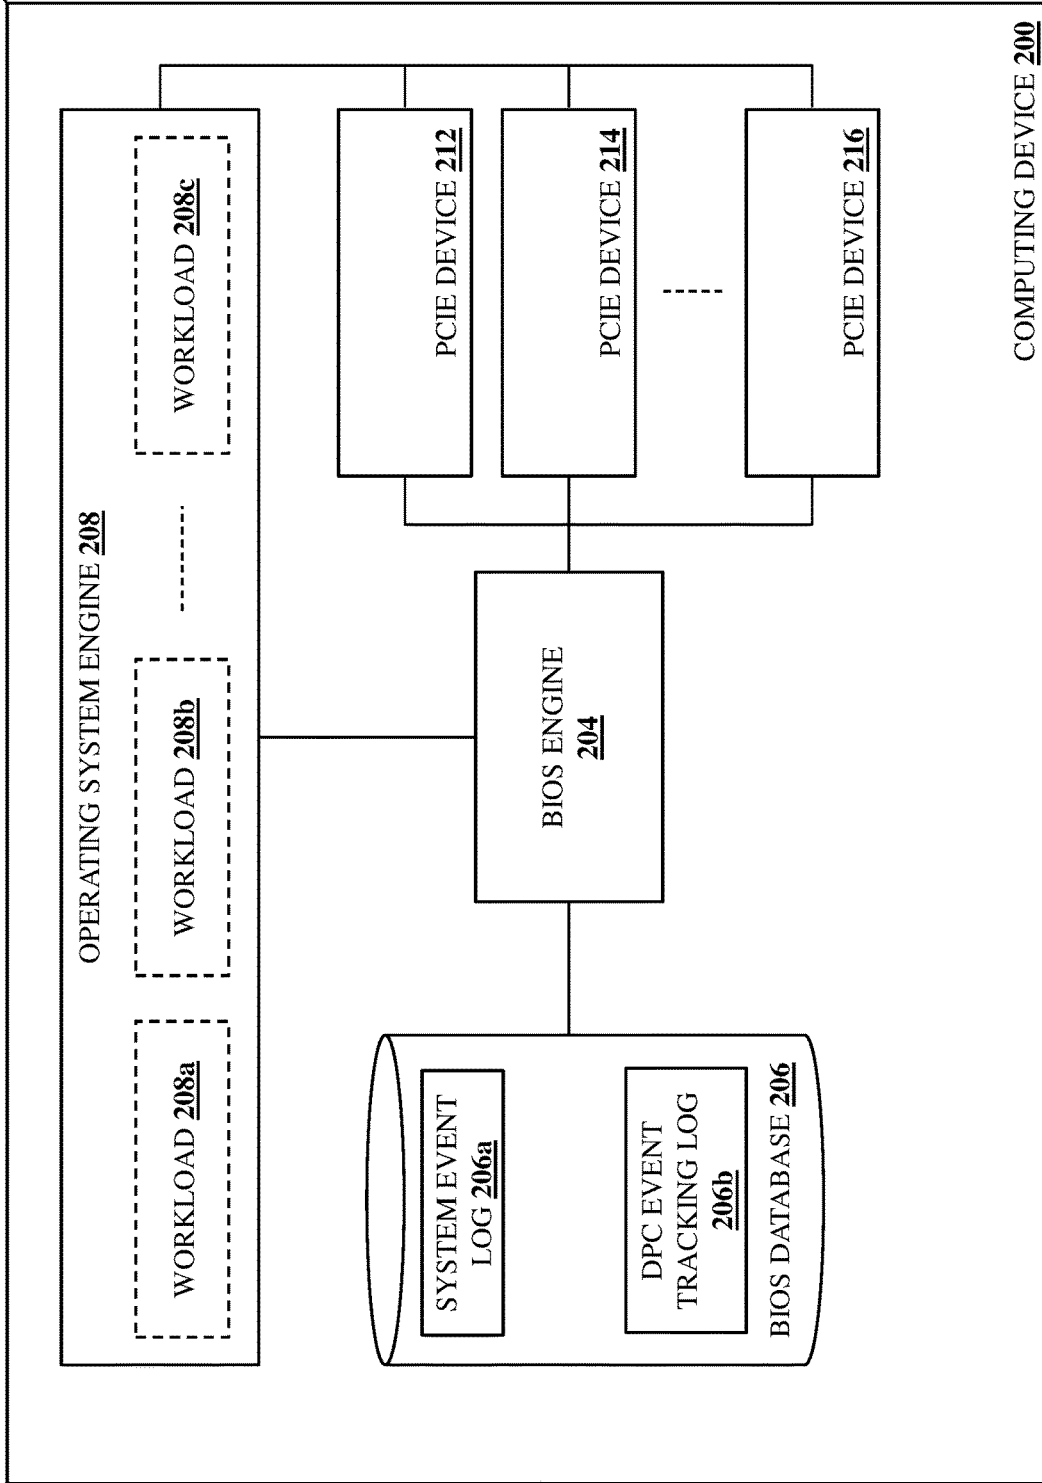 OPERATING SYSTEM ENGINE 208
WORKLOAD 208a
WORKLOAD 208b
WORKLOAD 208c
SYSTEM EVENT
LOG 206a
DPC EVENT
TRACKING LOG
206b
BIOS DATABASE 206
BIOS ENGINE
204
PCIE DEVICE 212
PCIE DEVICE 214
PCIE DEVICE 216
COMPUTING DEVICE 200